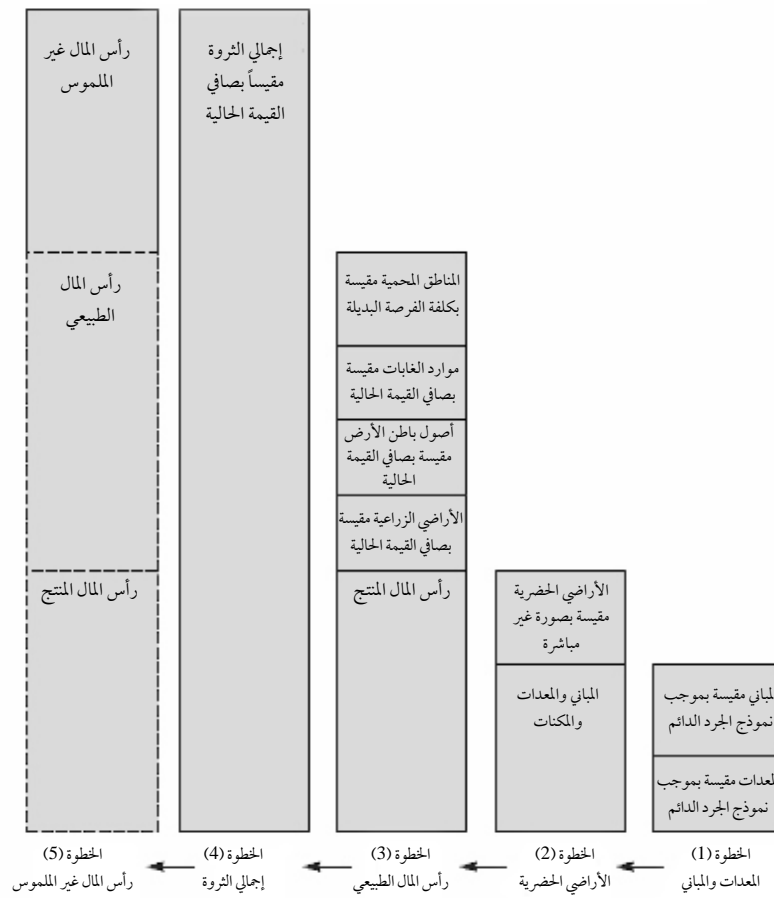 رأس المال غير
الملموس
إجمالي الثروة
مقيساً بصافي
القيمة الحالية
المناطق المحمية مقيسة
بكلفة الفرصة البديلة
رأس المال
الطبيعي
موارد الغابات مقيسة
بصافي القيمة الحالية
أصول باطن الأرض
مقيسة بصافي القيمة
الحالية
الأراضي الزراعية مقيسة
بصافي القيمة الحالية
رأس المال المنتج
رأس المال المنتج
الأراضي الحضرية
مقيسة بصورة غير
مباشرة
المباني والمعدات
والمكنات
لمباني مقيسة بموجب
نموذج الجرد الدائم
لمعدات مقيسة بموجب
نموذج الجرد الدائم
الخطوة (1)
المعدات والمباني
الخطوة (2)
الأراضي الحضرية
الخطوة (3)
رأس المال الطبيعي
الخطوة (4)
إجمالي الثروة
الخطوة (5)
رأس المال غير الملموس